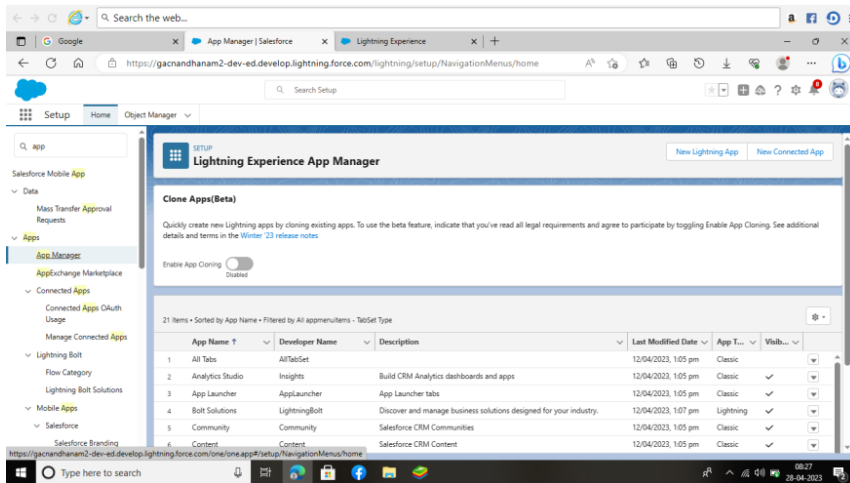 Search the web...
Google
App Manager | Salesforce
Lightning Experience
https://gacnandhanam2-dev-ed.develop.lightning.force.com/lightning/setup/NavigationMenus/home
Search Setup
Setup
Home
Object Manager
app
SETUP
Lightning Experience App Manager
New Lightning App
New Connected App
Salesforce Mobile App
Data
Mass Transfer Approval
Requests
Apps
App Manager
AppExchange Marketplace
Connected Apps
Connected Apps OAuth
Usage
Manage Connected Apps
Lightning Bolt
Flow Category
Lightning Bolt Solutions
Mobile Apps
Salesforce
Salesforce Branding
Clone Apps(Beta)
Quickly create new Lightning apps by cloning existing apps. To use the beta feature, indicate that you've read all legal requirements and agree to participate by toggling Enable App Cloning. See additional
details and terms in the Winter '23 release notes
Enable App Cloning
Disabled
21 items • Sorted by App Name • Filtered by All appmenuitems - TabSet Type
App Name ↑ Developer Name Description Last Modified Date App T... Visib...
1 All Tabs AllTabSet 12/04/2023, 1:05 pm Classic
2 Analytics Studio Insights Build CRM Analytics dashboards and apps 12/04/2023, 1:05 pm Classic
3 App Launcher AppLauncher App Launcher tabs 12/04/2023, 1:05 pm Classic
4 Bolt Solutions LightningBolt Discover and manage business solutions designed for your industry. 12/04/2023, 1:07 pm Lightning
5 Community Community Salesforce CRM Communities 12/04/2023, 1:05 pm Classic
6 Content Content Salesforce CRM Content 12/04/2023, 1:05 pm Classic
https://gacnandhanam2-dev-ed.develop.lightning.force.com/one/one.app#/setup/NavigationMenus/home
Type here to search
08:27
28-04-2023